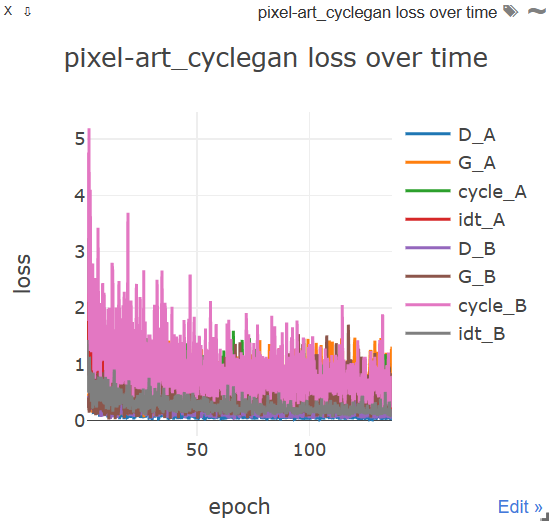 X ⇩ pixel-art_cyclegan loss over time
pixel-art_cyclegan loss over time
5
4
3
2
1
0
50 100
loss
epoch
D_A
G_A
cycle_A
idt_A
D_B
G_B
cycle_B
idt_B
Edit »